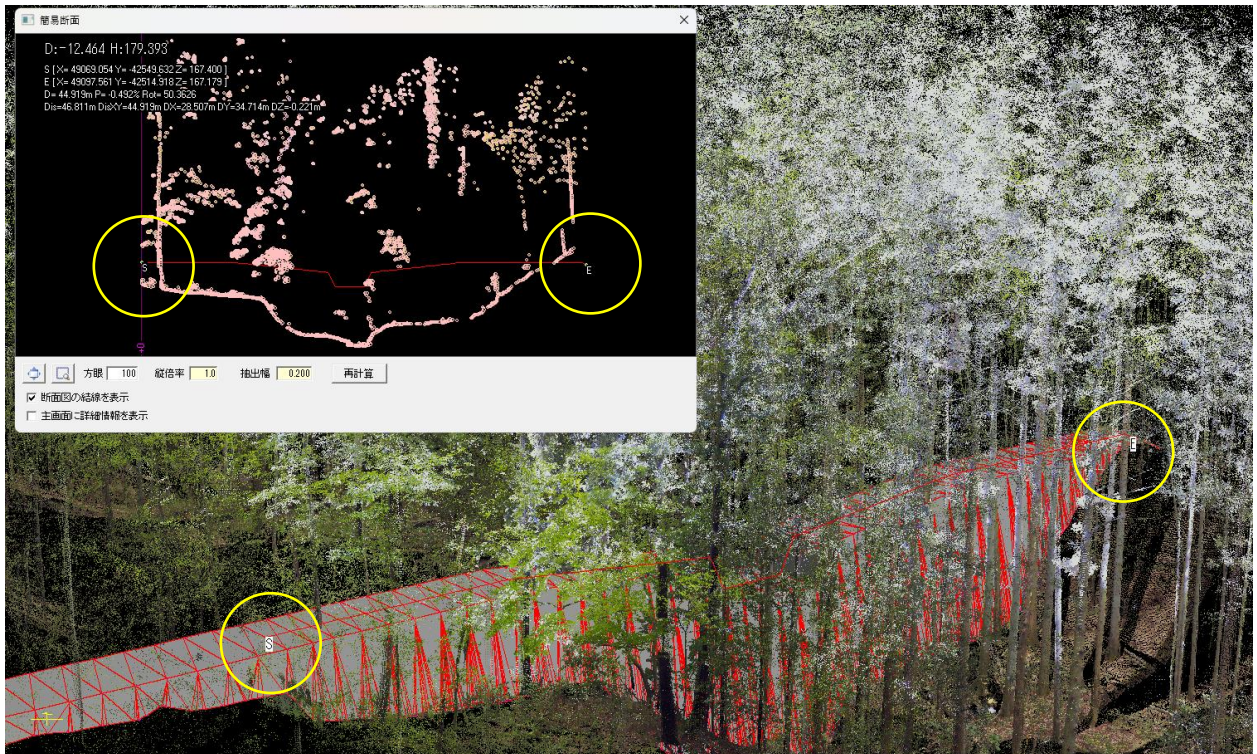 簡易断面
D:-12.464 H:179.393
S [ X= 49069.054 Y= -42549.632 Z= 167.400 ]
E [ X= 49097.561 Y= -42514.918 Z= 167.179 ]
D= 44.919m P= -0.492% Rot= 50.3626
Dis=46.811m DisXY=44.919m DX=28.507m DY=34.714m DZ=-0.221m
S
E
方眼 100 縦倍率 1.0 抽出幅 0.200 再計算
断面図の結線を表示
主画面に詳細情報を表示
E
S